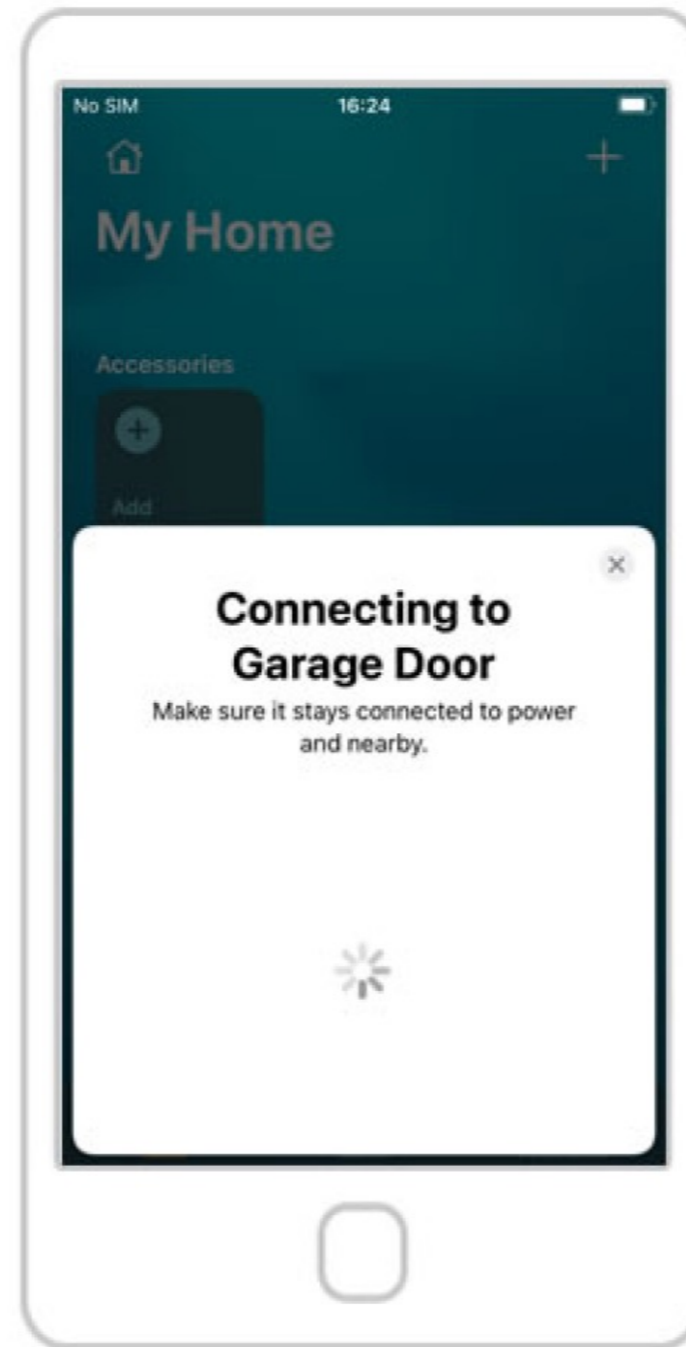 No SIM 16:24
My Home
Accessories
Add
Connecting to
Garage Door
Make sure it stays connected to power
and nearby.